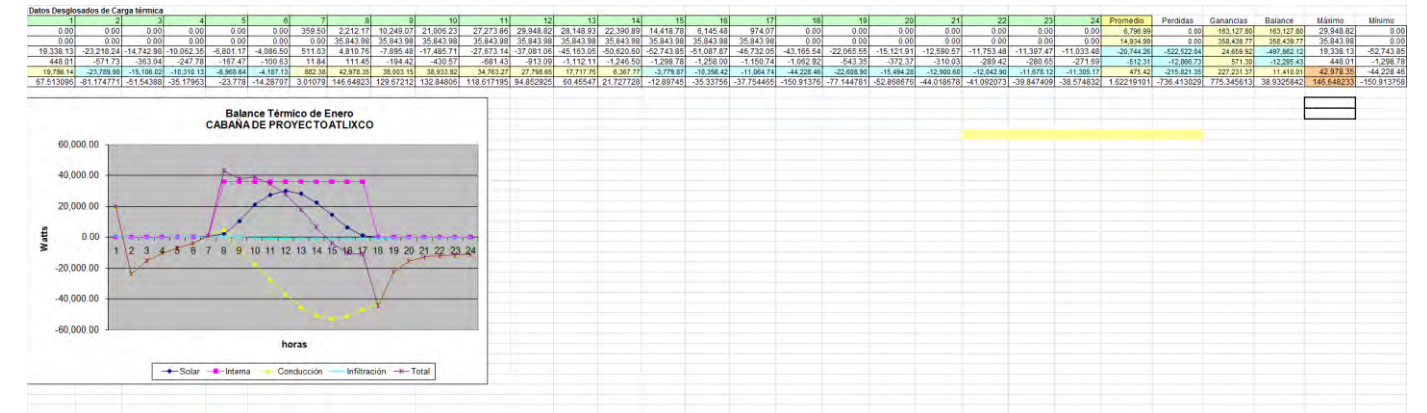 Datos Desglosados de Carga térmica
1 2 3 4 5 6 7 8 9 10 11 12 13 14 15 16 17 18 19 20 21 22 23 24 Promedio Perdidas Ganancias Balance Máximo Mínimo
0.00 0.00 0.00 0.00 0.00 0.00 359.50 2,212.17 10,249.07 21,006.23 27,273.86 29,948.82 28,148.93 22,390.89 14,418.78 6,145.48 974.07 0.00 0.00 0.00 0.00 0.00 0.00 0.00 6,796.99 0.00 163,127.80 163,127.80 29,948.82 0.00
0.00 0.00 0.00 0.00 0.00 0.00 0.00 35,843.98 35,843.98 35,843.98 35,843.98 35,843.98 35,843.98 35,843.98 35,843.98 35,843.98 35,843.98 0.00 0.00 0.00 0.00 0.00 0.00 0.00 14,934.99 0.00 358,439.77 358,439.77 35,843.98 0.00
19,338.13 -23,218.24 -14,742.98 -10,062.35 -6,801.17 -4,086.50 511.03 4,810.76 -7,895.48 -17,485.71 -27,673.14 -37,081.06 -45,163.05 -50,620.60 -52,743.85 -51,087.87 -46,732.05 -43,165.54 -22,065.55 -15,121.91 -12,590.57 -11,753.48 -11,397.47 -11,033.48 -20,744.26 -522,522.04 24,659.92 -497,862.12 19,338.13 -52,743.85
448.01 -571.73 -363.04 -247.78 -167.47 -100.63 11.84 111.45 -194.42 -430.57 -681.43 -913.09 -1,112.11 -1,246.50 -1,298.78 -1,258.00 -1,150.74 -1,062.92 -543.35 -372.37 -310.03 -289.42 -280.65 -271.69 -512.31 -12,866.73 571.30 -12,295.43 448.01 -1,298.78
19,786.14 -23,789.98 -15,106.02 -10,310.13 -6,968.64 -4,187.13 882.38 42,978.35 38,003.15 38,933.92 34,763.27 27,798.65 17,717.75 6,367.77 -3,779.87 -10,356.42 -11,064.74 -44,228.46 -22,608.90 -15,494.28 -12,900.60 -12,042.90 -11,678.12 -11,305.17 475.42 -215,821.35 227,231.37 11,410.01 42,978.35 -44,228.46
67.513096 -81.174771 -51.54388 -35.17963 -23.778 -14.28707 3.01079 146.64823 129.67212 132.84806 118.617195 94.852925 60.45547 21.727728 -12.89745 -35.33756 -37.754465 -150.91376 -77.144781 -52.868676 -44.018678 -41.092073 -39.847409 -38.574832 1.62219101 -736.413029 775.345613 38.9325842 146.648233 -150.913758
Balance Térmico de Enero
CABAÑA DE PROYECTO ATLIXCO
60,000.00
40,000.00
20,000.00
0.00
-20,000.00
-40,000.00
-60,000.00
Watts
1 2 3 4 5 6 7 8 9 10 11 12 13 14 15 16 17 18 19 20 21 22 23 24
horas
Solar Interna Conducción Infiltración Total